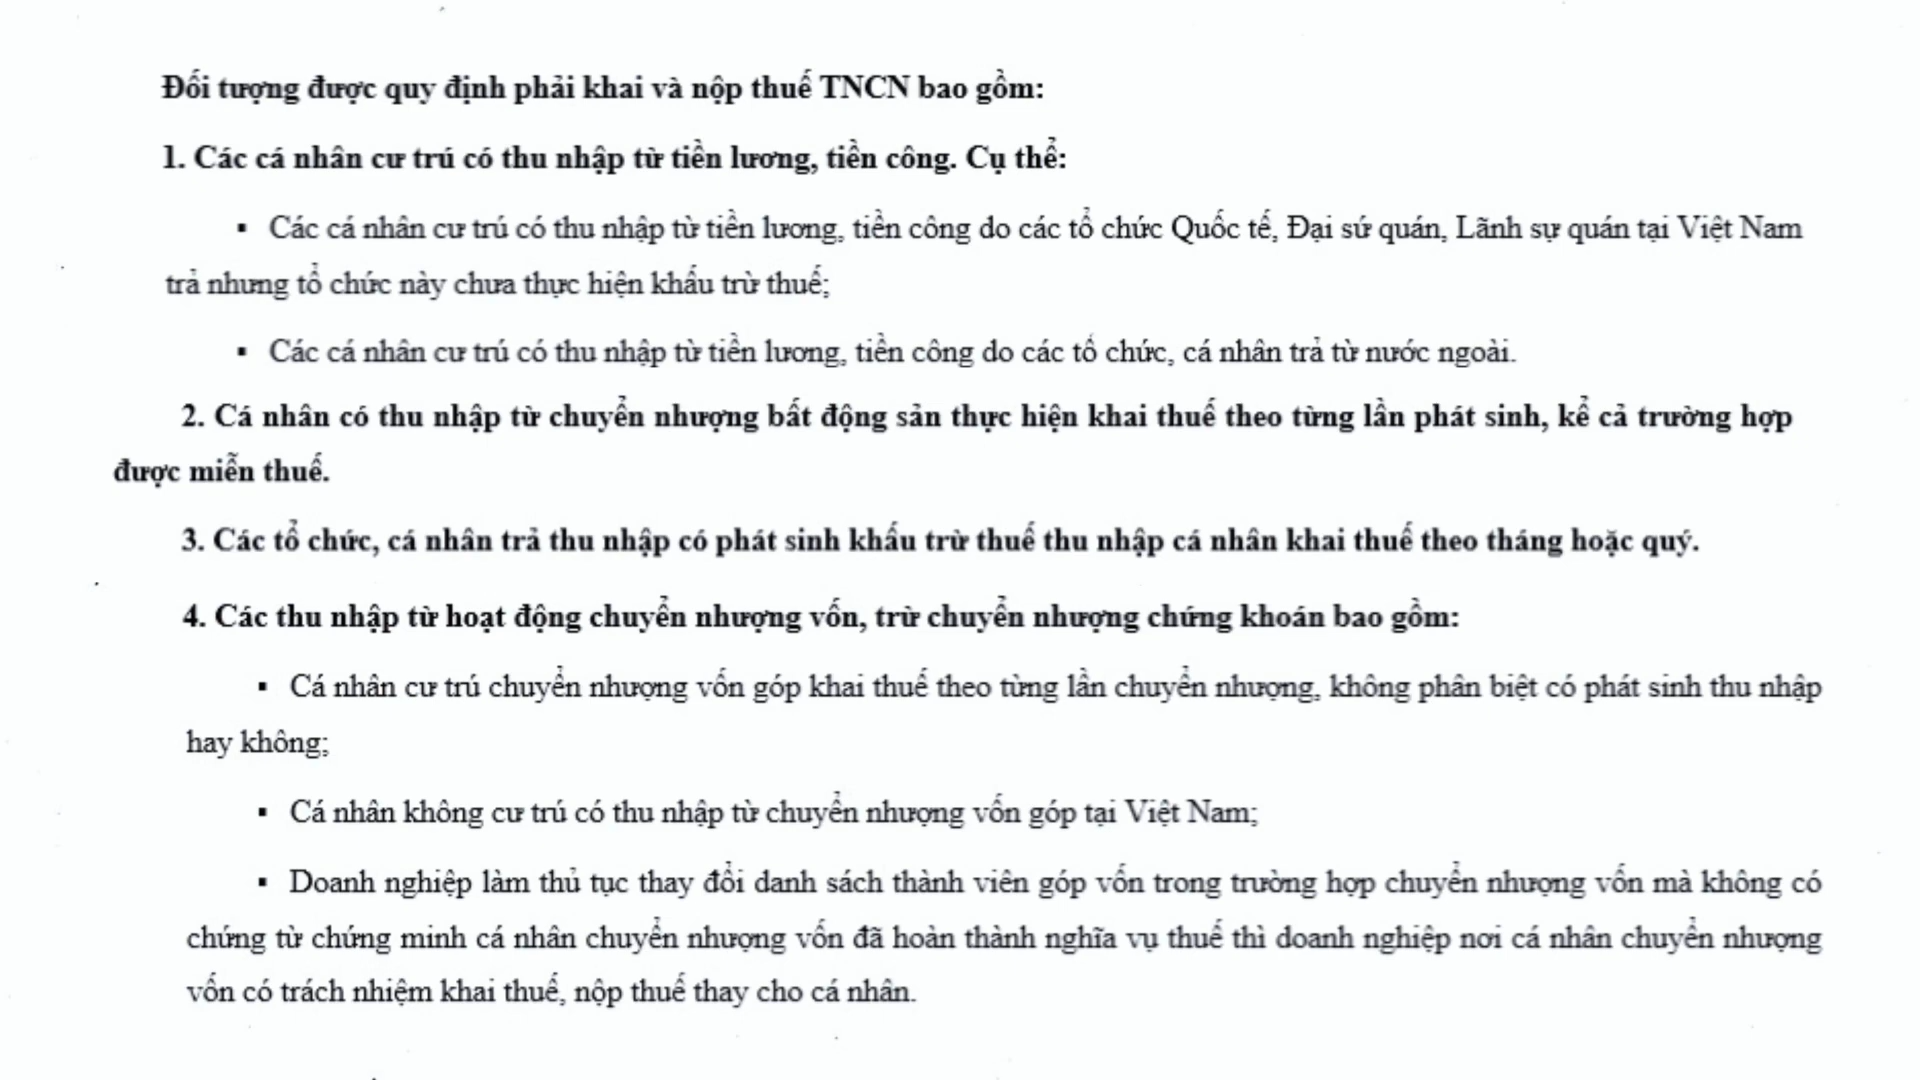 Đối tượng được quy định phải khai và nộp thuế TNCN bao gồm:
1. Các cá nhân cư trú có thu nhập từ tiền lương, tiền công. Cụ thể:
▪ Các cá nhân cư trú có thu nhập từ tiền lương, tiền công do các tổ chức Quốc tế, Đại sứ quán, Lãnh sự quán tại Việt Nam
trả nhưng tổ chức này chưa thực hiện khấu trừ thuế;
▪ Các cá nhân cư trú có thu nhập từ tiền lương, tiền công do các tổ chức, cá nhân trả từ nước ngoài.
2. Cá nhân có thu nhập từ chuyển nhượng bất động sản thực hiện khai thuế theo từng lần phát sinh, kể cả trường hợp
được miễn thuế.
3. Các tổ chức, cá nhân trả thu nhập có phát sinh khấu trừ thuế thu nhập cá nhân khai thuế theo tháng hoặc quý.
4. Các thu nhập từ hoạt động chuyển nhượng vốn, trừ chuyển nhượng chứng khoán bao gồm:
▪ Cá nhân cư trú chuyển nhượng vốn góp khai thuế theo từng lần chuyển nhượng, không phân biệt có phát sinh thu nhập
hay không;
▪ Cá nhân không cư trú có thu nhập từ chuyển nhượng vốn góp tại Việt Nam;
▪ Doanh nghiệp làm thủ tục thay đổi danh sách thành viên góp vốn trong trường hợp chuyển nhượng vốn mà không có
chứng từ chứng minh cá nhân chuyển nhượng vốn đã hoàn thành nghĩa vụ thuế thì doanh nghiệp nơi cá nhân chuyển nhượng
vốn có trách nhiệm khai thuế, nộp thuế thay cho cá nhân.